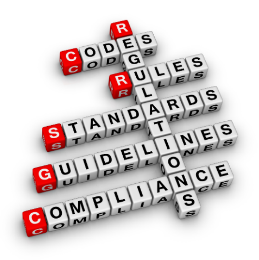 REGULATIONS
CODES
RULES
STANDARDS
GUIDELINES
COMPLIANCE